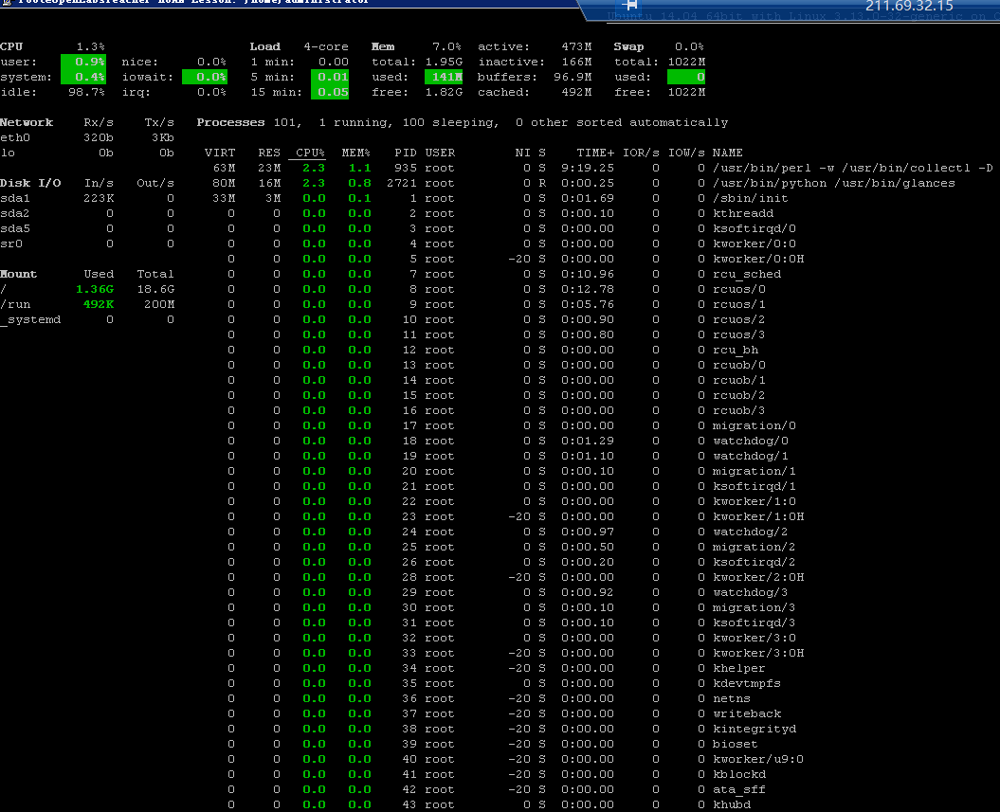 211.69.32.15
Ubuntu 14.04 64bit with Linux 3.13.0-32-generic on
CPU 1.3% Load 4-core Mem 7.0% active: 473M Swap 0.0%
user: 0.9% nice: 0.0% 1 min: 0.00 total: 1.95G inactive: 166M total: 1022M
system: 0.4% iowait: 0.0% 5 min: 0.01 used: 141M buffers: 96.9M used: 0
idle: 98.7% irq: 0.0% 15 min: 0.05 free: 1.82G cached: 492M free: 1022M
Network Rx/s Tx/s Processes 101, 1 running, 100 sleeping, 0 other sorted automatically
eth0 320b 3Kb
lo 0b 0b VIRT RES CPU% MEM% PID USER NI S TIME+ IOR/s IOW/s NAME
63M 23M 2.3 1.1 935 root 0 S 9:19.25 0 0 /usr/bin/perl -w /usr/bin/collectl -D
Disk I/O In/s Out/s 80M 16M 2.3 0.8 2721 root 0 R 0:00.25 0 0 /usr/bin/python /usr/bin/glances
sda1 223K 0 33M 3M 0.0 0.1 1 root 0 S 0:01.69 0 0 /sbin/init
sda2 0 0 0 0 0.0 0.0 2 root 0 S 0:00.10 0 0 kthreadd
sda5 0 0 0 0 0.0 0.0 3 root 0 S 0:00.00 0 0 ksoftirqd/0
sr0 0 0 0 0 0.0 0.0 4 root 0 S 0:00.00 0 0 kworker/0:0
0 0 0.0 0.0 5 root -20 S 0:00.00 0 0 kworker/0:0H
Mount Used Total 0 0 0.0 0.0 7 root 0 S 0:10.96 0 0 rcu_sched
/ 1.36G 18.6G 0 0 0.0 0.0 8 root 0 S 0:12.78 0 0 rcuos/0
/run 492K 200M 0 0 0.0 0.0 9 root 0 S 0:05.76 0 0 rcuos/1
_systemd 0 0 0 0 0.0 0.0 10 root 0 S 0:00.90 0 0 rcuos/2
0 0 0.0 0.0 11 root 0 S 0:00.80 0 0 rcuos/3
0 0 0.0 0.0 12 root 0 S 0:00.00 0 0 rcu_bh
0 0 0.0 0.0 13 root 0 S 0:00.00 0 0 rcuob/0
0 0 0.0 0.0 14 root 0 S 0:00.00 0 0 rcuob/1
0 0 0.0 0.0 15 root 0 S 0:00.00 0 0 rcuob/2
0 0 0.0 0.0 16 root 0 S 0:00.00 0 0 rcuob/3
0 0 0.0 0.0 17 root 0 S 0:00.00 0 0 migration/0
0 0 0.0 0.0 18 root 0 S 0:01.29 0 0 watchdog/0
0 0 0.0 0.0 19 root 0 S 0:01.10 0 0 watchdog/1
0 0 0.0 0.0 20 root 0 S 0:00.10 0 0 migration/1
0 0 0.0 0.0 21 root 0 S 0:00.00 0 0 ksoftirqd/1
0 0 0.0 0.0 22 root 0 S 0:00.00 0 0 kworker/1:0
0 0 0.0 0.0 23 root -20 S 0:00.00 0 0 kworker/1:0H
0 0 0.0 0.0 24 root 0 S 0:00.97 0 0 watchdog/2
0 0 0.0 0.0 25 root 0 S 0:00.50 0 0 migration/2
0 0 0.0 0.0 26 root 0 S 0:00.20 0 0 ksoftirqd/2
0 0 0.0 0.0 28 root -20 S 0:00.00 0 0 kworker/2:0H
0 0 0.0 0.0 29 root 0 S 0:00.92 0 0 watchdog/3
0 0 0.0 0.0 30 root 0 S 0:00.10 0 0 migration/3
0 0 0.0 0.0 31 root 0 S 0:00.10 0 0 ksoftirqd/3
0 0 0.0 0.0 32 root 0 S 0:00.00 0 0 kworker/3:0
0 0 0.0 0.0 33 root -20 S 0:00.00 0 0 kworker/3:0H
0 0 0.0 0.0 34 root -20 S 0:00.00 0 0 khelper
0 0 0.0 0.0 35 root 0 S 0:00.00 0 0 kdevtmpfs
0 0 0.0 0.0 36 root -20 S 0:00.00 0 0 netns
0 0 0.0 0.0 37 root -20 S 0:00.00 0 0 writeback
0 0 0.0 0.0 38 root -20 S 0:00.00 0 0 kintegrityd
0 0 0.0 0.0 39 root -20 S 0:00.00 0 0 bioset
0 0 0.0 0.0 40 root -20 S 0:00.00 0 0 kworker/u9:0
0 0 0.0 0.0 41 root -20 S 0:00.00 0 0 kblockd
0 0 0.0 0.0 42 root -20 S 0:00.00 0 0 ata_sff
0 0 0.0 0.0 43 root 0 S 0:00.00 0 0 khubd